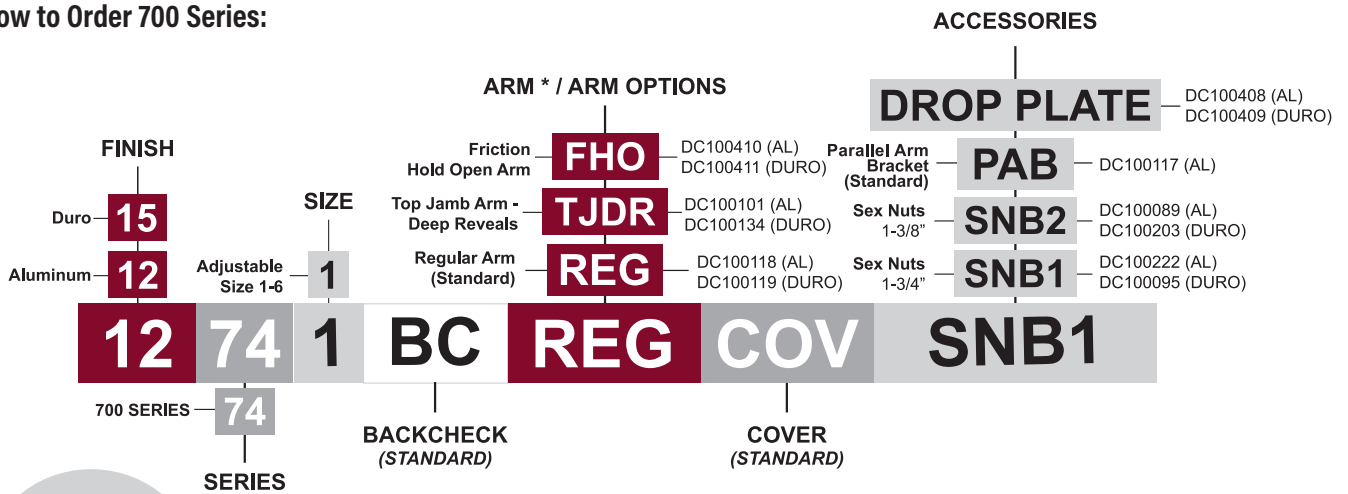 ow to Order 700 Series:
ACCESSORIES
DROP PLATE
DC100408 (AL)
DC100409 (DURO)
ARM * / ARM OPTIONS
Friction
Hold Open Arm
FHO
DC100410 (AL)
DC100411 (DURO)
Parallel Arm
Bracket
(Standard)
PAB
DC100117 (AL)
FINISH
Duro
15
SIZE
Top Jamb Arm -
Deep Reveals
TJDR
DC100101 (AL)
DC100134 (DURO)
Sex Nuts
1-3/8”
SNB2
DC100089 (AL)
DC100203 (DURO)
Aluminum
12
Adjustable
Size 1-6
1
Regular Arm
(Standard)
REG
DC100118 (AL)
DC100119 (DURO)
Sex Nuts
1-3/4”
SNB1
DC100222 (AL)
DC100095 (DURO)
12 74 1 BC REG COV SNB1
700 SERIES
74
SERIES
BACKCHECK
(STANDARD)
COVER
(STANDARD)